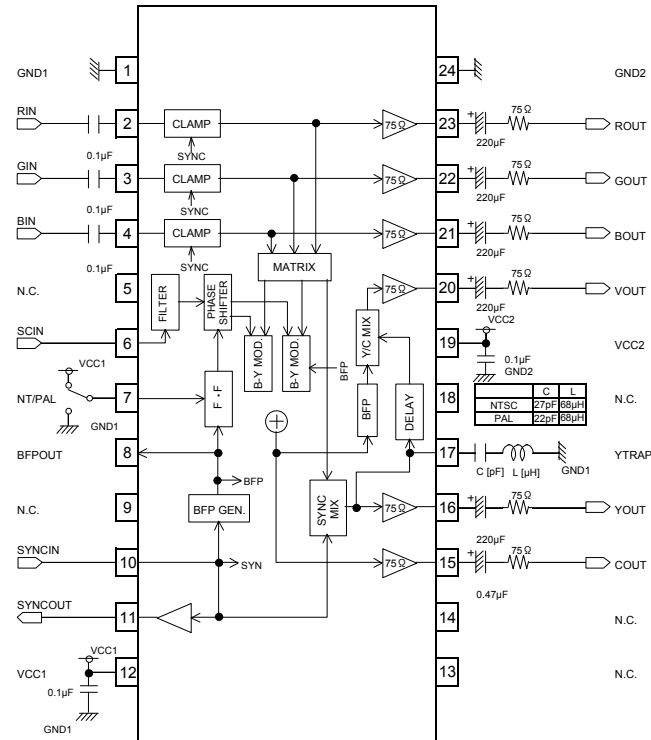 GND1
1
24
GND2
RIN
2
CLAMP
75Ω
23
+
75Ω
220µF
ROUT
0.1µF
SYNC
GIN
3
CLAMP
75Ω
22
+
75Ω
220µF
GOUT
0.1µF
SYNC
BIN
4
CLAMP
75Ω
21
+
75Ω
220µF
BOUT
0.1µF
SYNC
MATRIX
N.C.
5
FILTER
PHASE SHIFTER
75Ω
20
+
75Ω
220µF
VOUT
SCIN
6
B-Y MOD.
B-Y MOD.
BFP
Y/C MIX
VCC2
19
0.1µF
GND2
VCC2
VCC1
NT/PAL
7
GND1
F・F
BFP
DELAY
18
N.C.
C L
NTSC 27pF 68µH
PAL 22pF 68µH
BFPOUT
8
17
C [pF]
L [µH]
GND1
YTRAP
BFP
N.C.
9
BFP GEN.
SYNC MIX
75Ω
16
+
75Ω
YOUT
SYNCIN
10
SYN
75Ω
15
+
220µF
75Ω
COUT
0.47µF
SYNCOUT
11
14
N.C.
VCC1
VCC1
12
13
N.C.
0.1µF
GND1